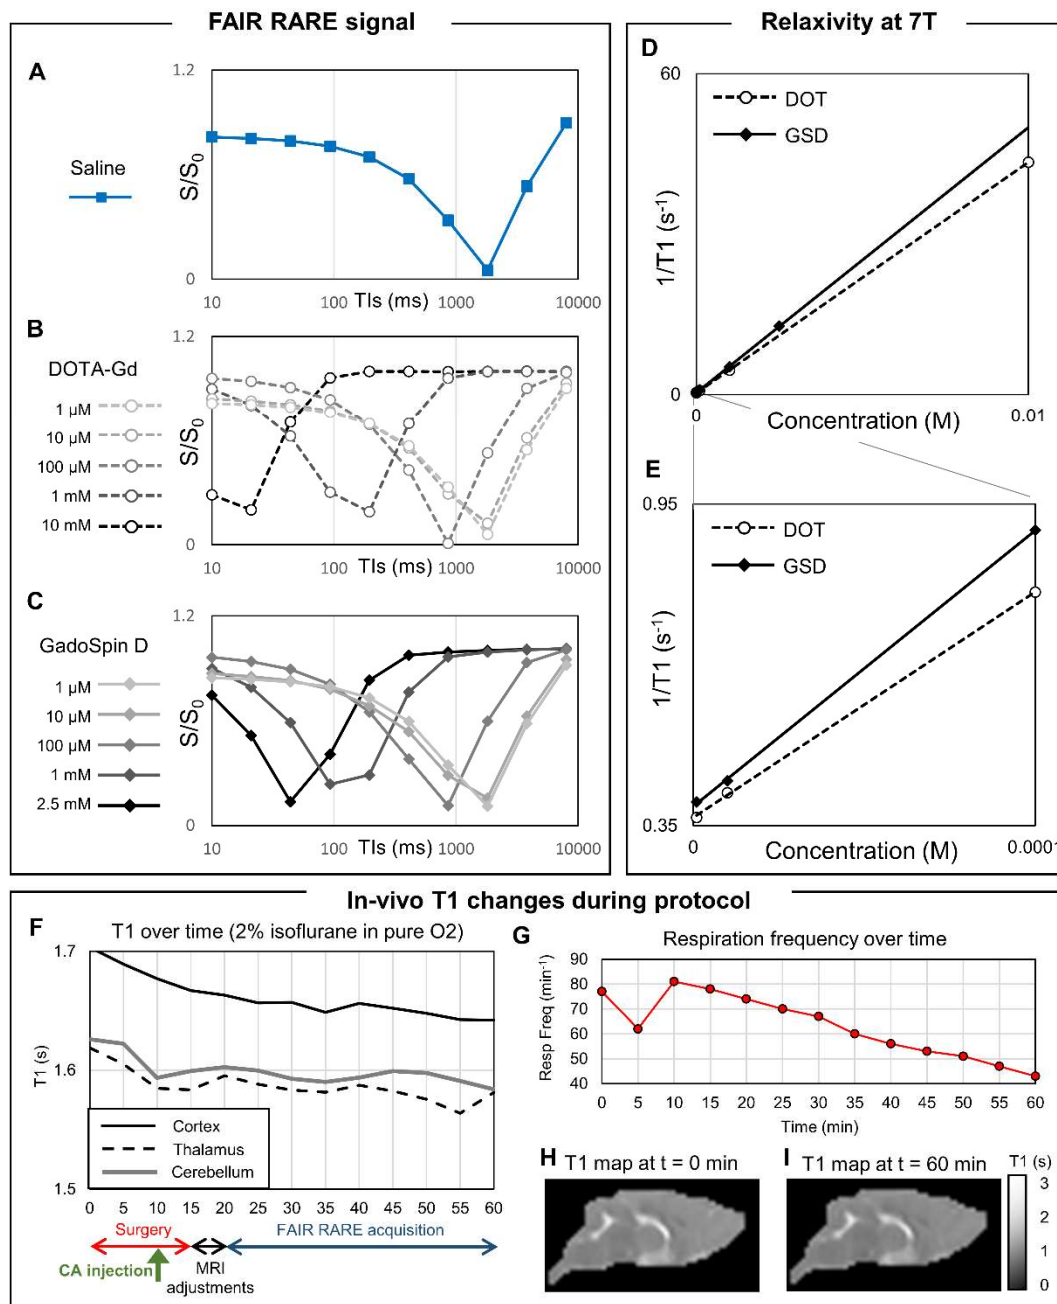 FAIR RARE signal
A
1.2
Saline
S/S0
0
10
100
TIs (ms)
1000
10000
B
1.2
DOTA-Gd
1 µM
10 µM
100 µM
1 mM
10 mM
S/S0
0
10
100
TIs (ms)
1000
10000
C
1.2
GadoSpin D
1 µM
10 µM
100 µM
1 mM
2.5 mM
S/S0
0
10
100
TIs (ms)
1000
10000
Relaxivity at 7T
D
60
DOT
GSD
1/T1 (s-1)
0
0
Concentration (M)
0.01
E
0.95
DOT
GSD
1/T1 (s-1)
0.35
0
Concentration (M)
0.0001
In-vivo T1 changes during protocol
F
T1 over time (2% isoflurane in pure O2)
1.7
1.6
1.5
T1 (s)
Cortex
Thalamus
Cerebellum
0 5 10 15 20 25 30 35 40 45 50 55 60
Surgery
FAIR RARE acquisition
CA injection
MRI
adjustments
G
Respiration frequency over time
Resp Freq (min-1)
90
80
70
60
50
40
0 5 10 15 20 25 30 35 40 45 50 55 60
Time (min)
H T1 map at t = 0 min
I T1 map at t = 60 min
T1 (s)
3
2
1
0